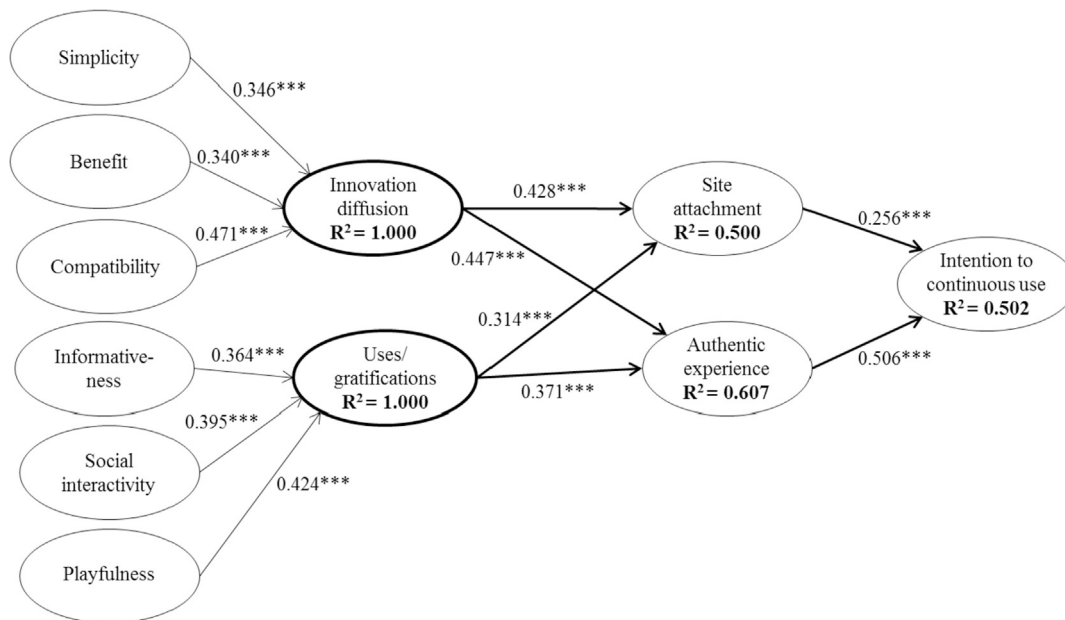 Simplicity
0.346***
Benefit
0.340***
Innovation
diffusion
R² = 1.000
0.428***
Site
attachment
R² = 0.500
0.256***
0.471***
Compatibility
0.447***
Intention to
continuous use
R² = 0.502
0.314***
Informative-
ness
0.364***
Uses/
gratifications
R² = 1.000
0.371***
Authentic
experience
R² = 0.607
0.506***
0.395***
Social
interactivity
0.424***
Playfulness